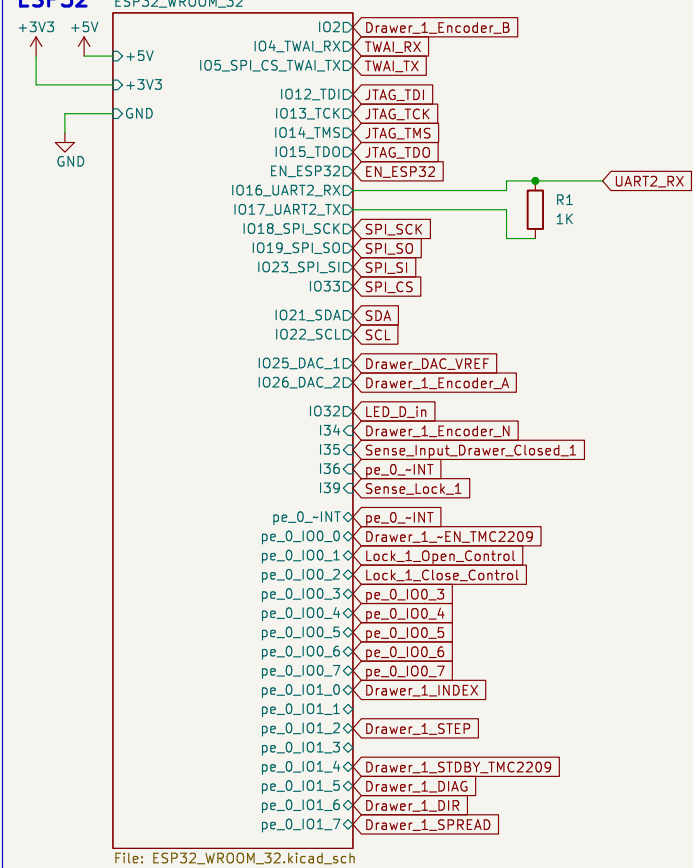 ESP32
ESP32_WROOM_32
+3V3 +5V
+5V
+3V3
GND
GND
IO2 Drawer_1_Encoder_B
IO4_TWAI_RX TWAI_RX
IO5_SPI_CS_TWAI_TX TWAI_TX
IO12_TDI JTAG_TDI
IO13_TCK JTAG_TCK
IO14_TMS JTAG_TMS
IO15_TDO JTAG_TDO
EN_ESP32 EN_ESP32
IO16_UART2_RX UART2_RX
IO17_UART2_TX
R1
1K
IO18_SPI_SCK SPI_SCK
IO19_SPI_SO SPI_SO
IO23_SPI_SI SPI_SI
IO33 SPI_CS
IO21_SDA SDA
IO22_SCL SCL
IO25_DAC_1 Drawer_DAC_VREF
IO26_DAC_2 Drawer_1_Encoder_A
IO32 LED_D_in
I34 Drawer_1_Encoder_N
I35 Sense_Input_Drawer_Closed_1
I36 pe_0_~INT
I39 Sense_Lock_1
pe_0_~INT pe_0_~INT
pe_0_IO0_0 Drawer_1_~EN_TMC2209
pe_0_IO0_1 Lock_1_Open_Control
pe_0_IO0_2 Lock_1_Close_Control
pe_0_IO0_3 pe_0_IO0_3
pe_0_IO0_4 pe_0_IO0_4
pe_0_IO0_5 pe_0_IO0_5
pe_0_IO0_6 pe_0_IO0_6
pe_0_IO0_7 pe_0_IO0_7
pe_0_IO1_0 Drawer_1_INDEX
pe_0_IO1_1
pe_0_IO1_2 Drawer_1_STEP
pe_0_IO1_3
pe_0_IO1_4 Drawer_1_STDBY_TMC2209
pe_0_IO1_5 Drawer_1_DIAG
pe_0_IO1_6 Drawer_1_DIR
pe_0_IO1_7 Drawer_1_SPREAD
File: ESP32_WROOM_32.kicad_sch